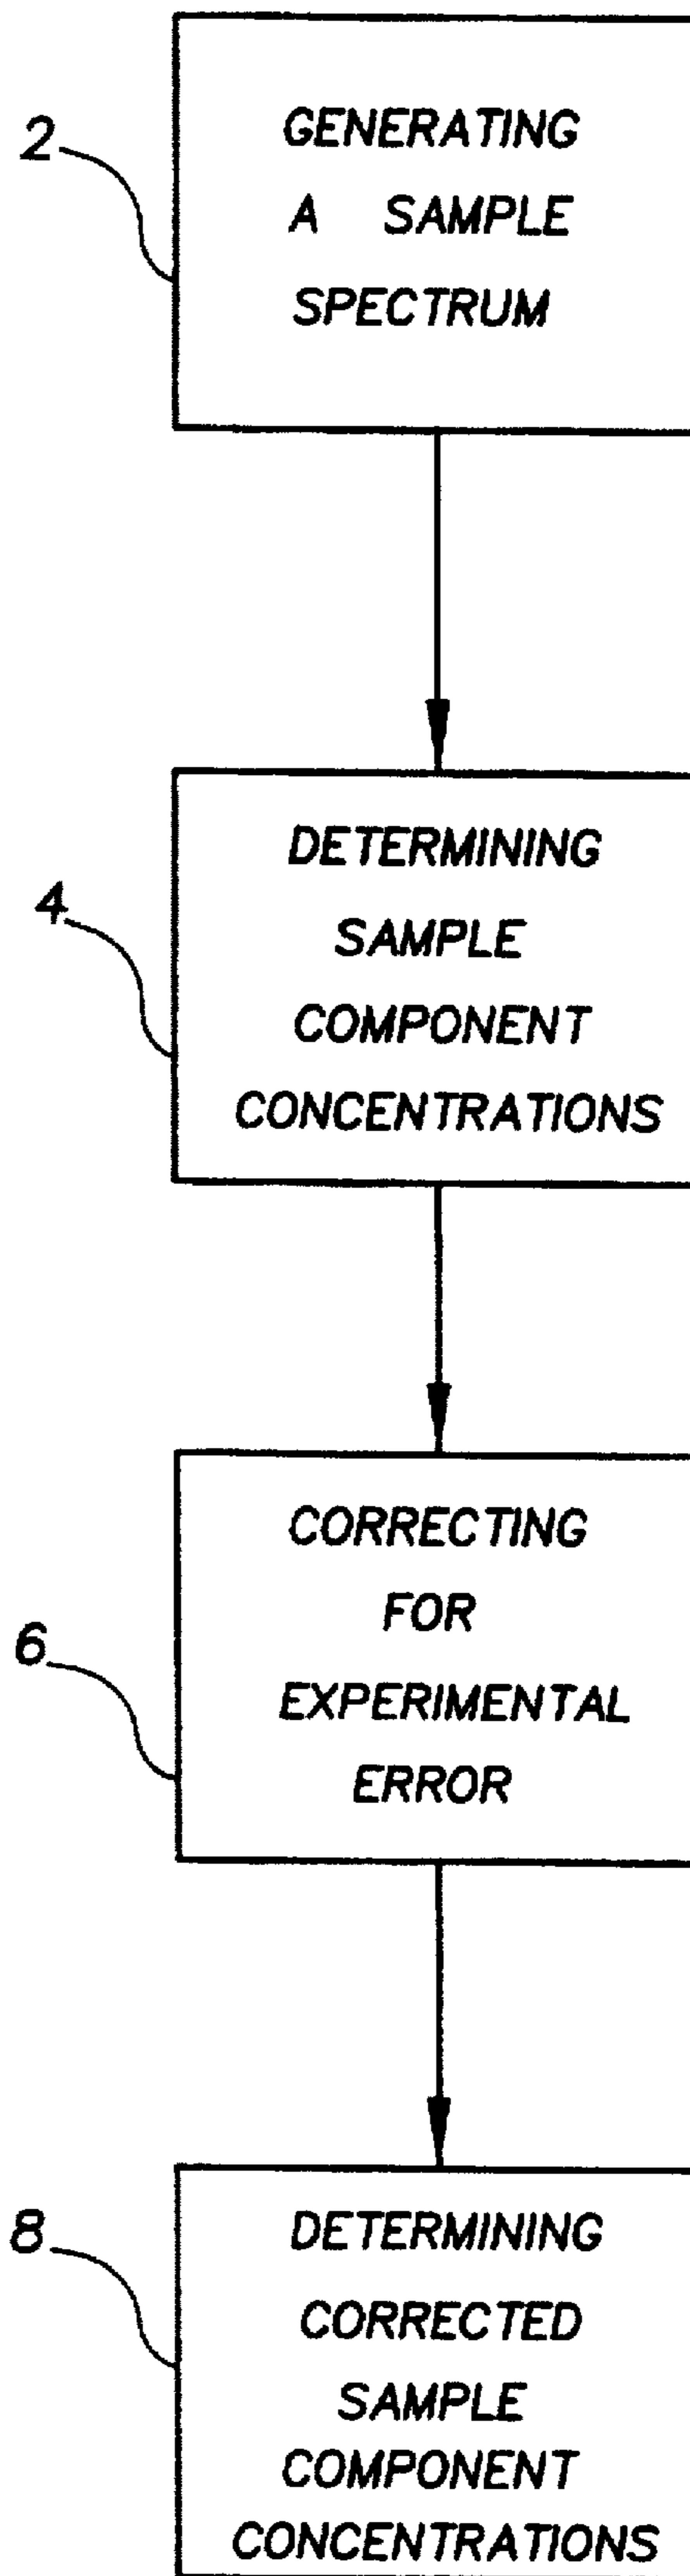 GENERATING
2
A SAMPLE
SPECTRUM
DETERMINING
4
SAMPLE
COMPONENT
CONCENTRATIONS
CORRECTING
FOR
6
EXPERIMENTAL
ERROR
DETERMINING
8
CORRECTED
SAMPLE
COMPONENT
CONCENTRATIONS